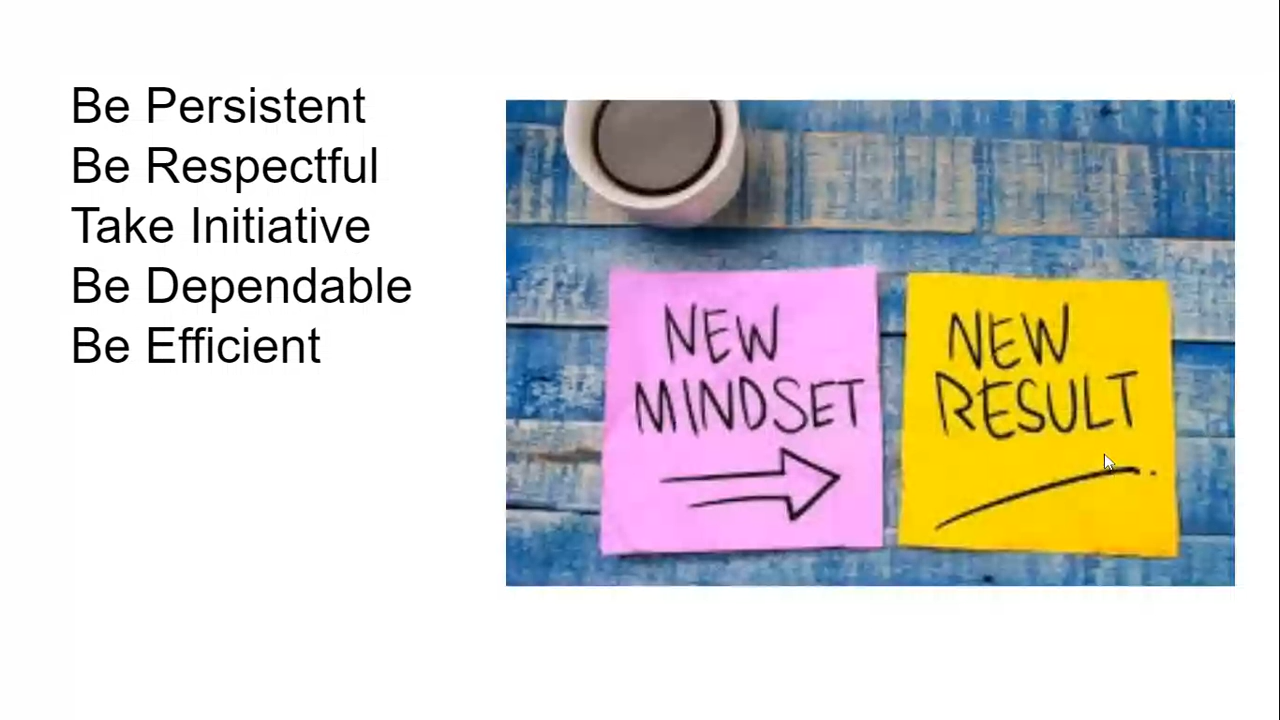 Be Persistent
Be Respectful
Take Initiative
Be Dependable
Be Efficient
NEW
MINDSET
NEW
RESULT